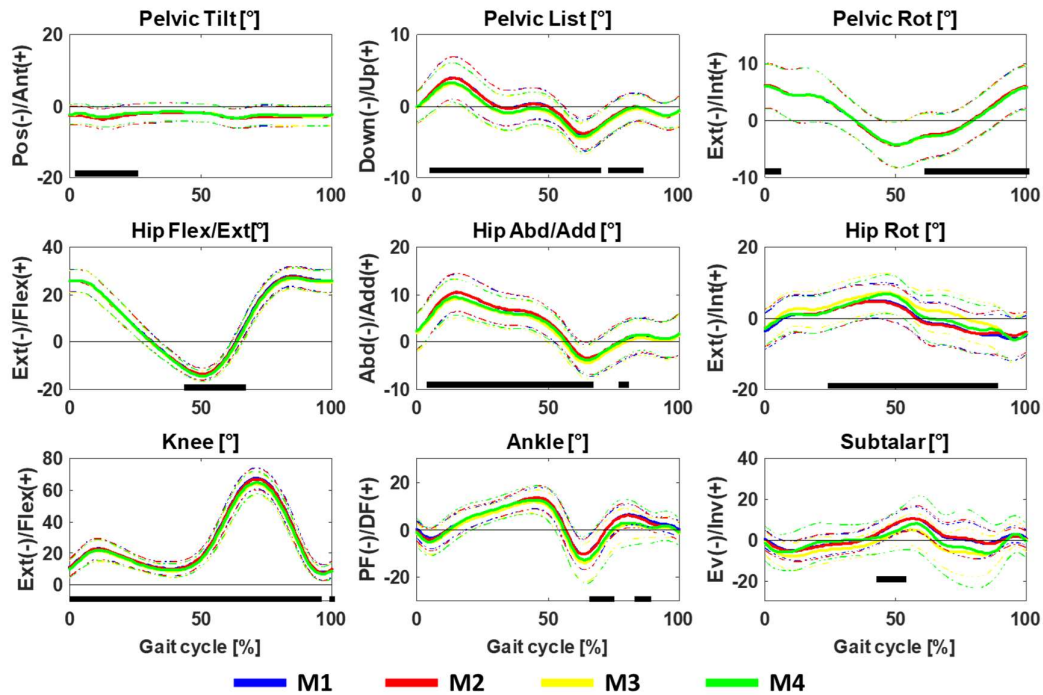 Pelvic Tilt [°]
Pelvic List [°]
Pelvic Rot [°]
Pos(-)/Ant(+)
20
0
-20
0 50 100
Down(-)/Up(+)
10
0
-10
0 50 100
Ext(-)/Int(+)
10
0
-10
0 50 100
Hip Flex/Ext[°]
Hip Abd/Add [°]
Hip Rot [°]
Ext(-)/Flex(+)
40
20
0
-20
0 50 100
Abd(-)/Add(+)
20
10
0
-10
0 50 100
Ext(-)/Int(+)
20
0
-20
0 50 100
Knee [°]
Ankle [°]
Subtalar [°]
Ext(-)/Flex(+)
80
60
40
20
0
0 50 100
Gait cycle [%]
PF(-)/DF(+)
20
0
-20
0 50 100
Gait cycle [%]
Ev(-)/Inv(+)
40
20
0
-20
0 50 100
Gait cycle [%]
M1 M2 M3 M4